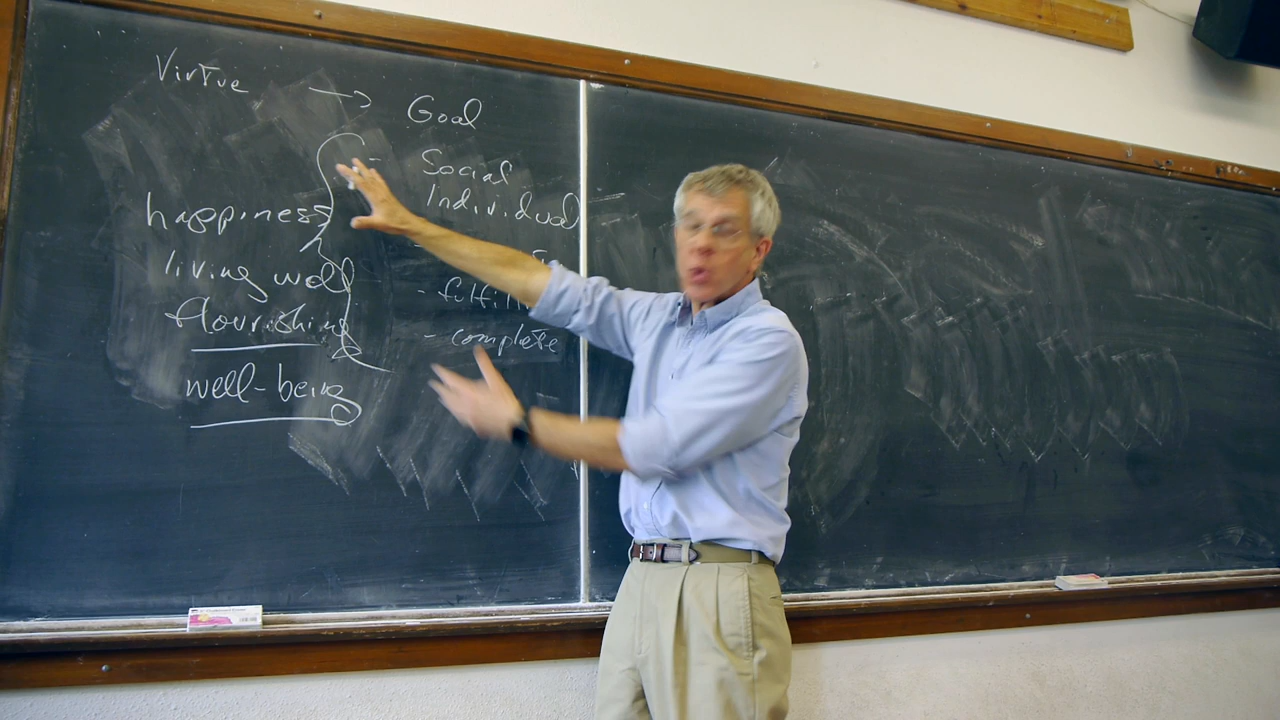 Virtue → Goal
- Social
Individual
happiness
living well
flourishing
well-being
- complete